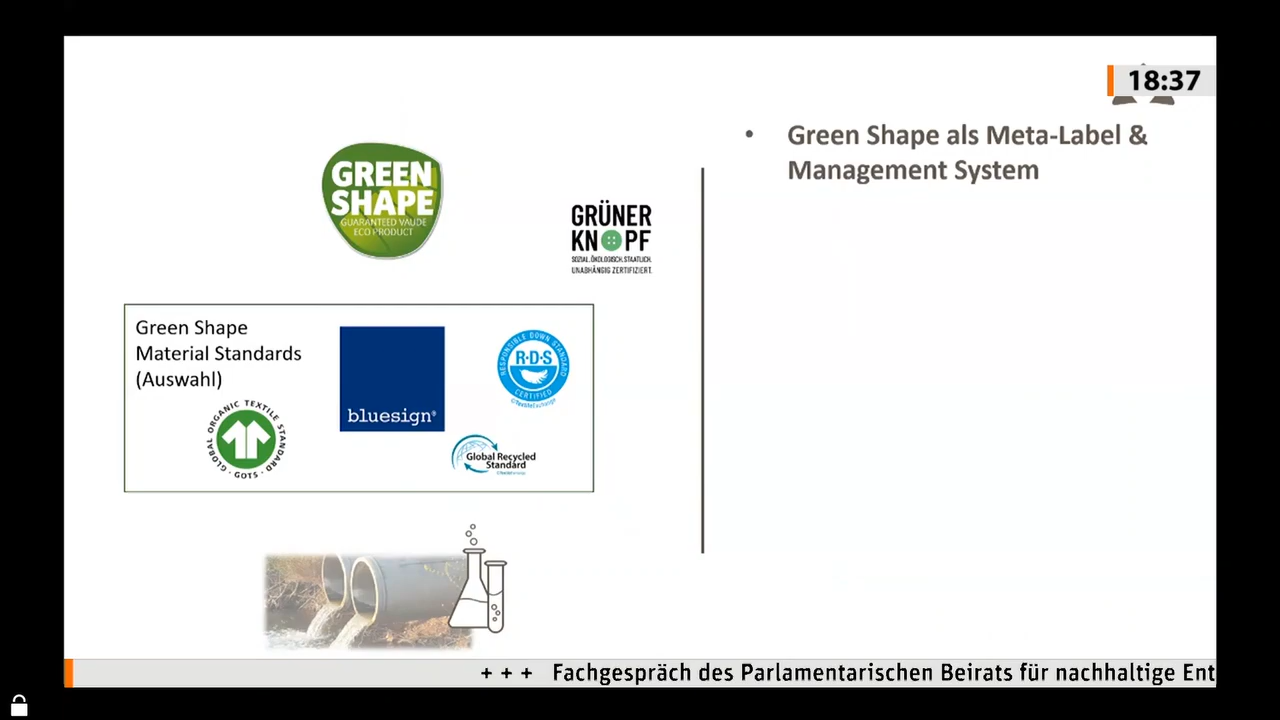 18:37
• Green Shape als Meta-Label &
Management System
GREEN
SHAPE
GUARANTEED VAUDE
ECO PRODUCT
GRÜNER
KNOPF
SOZIAL. ÖKOLOGISCH. STAATLICH.
UNABHÄNGIG ZERTIFIZIERT.
Green Shape
Material Standards
(Auswahl)
bluesign®
RESPONSIBLE DOWN STANDARD
R·D·S
CERTIFIED
GLOBAL ORGANIC TEXTILE STANDARD · GOTS ·
Global Recycled
Standard
+ + + Fachgespräch des Parlamentarischen Beirats für nachhaltige Ent